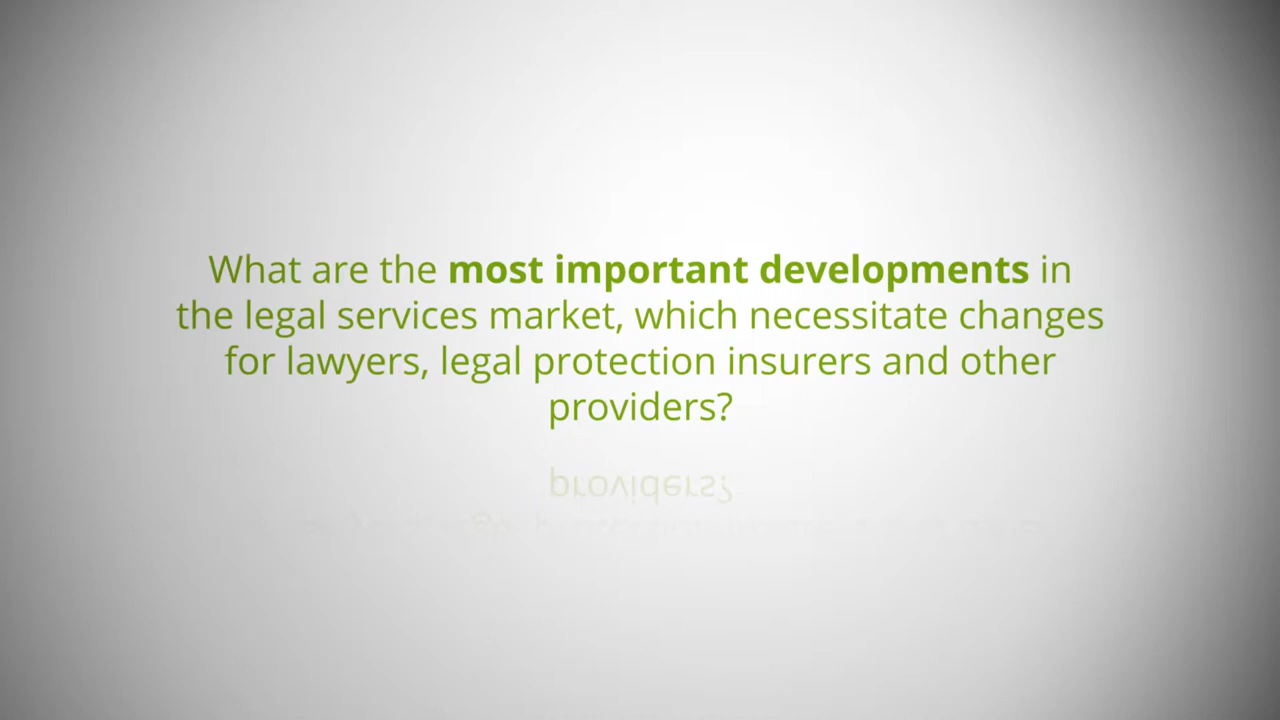 What are the most important developments in
the legal services market, which necessitate changes
for lawyers, legal protection insurers and other
providers?